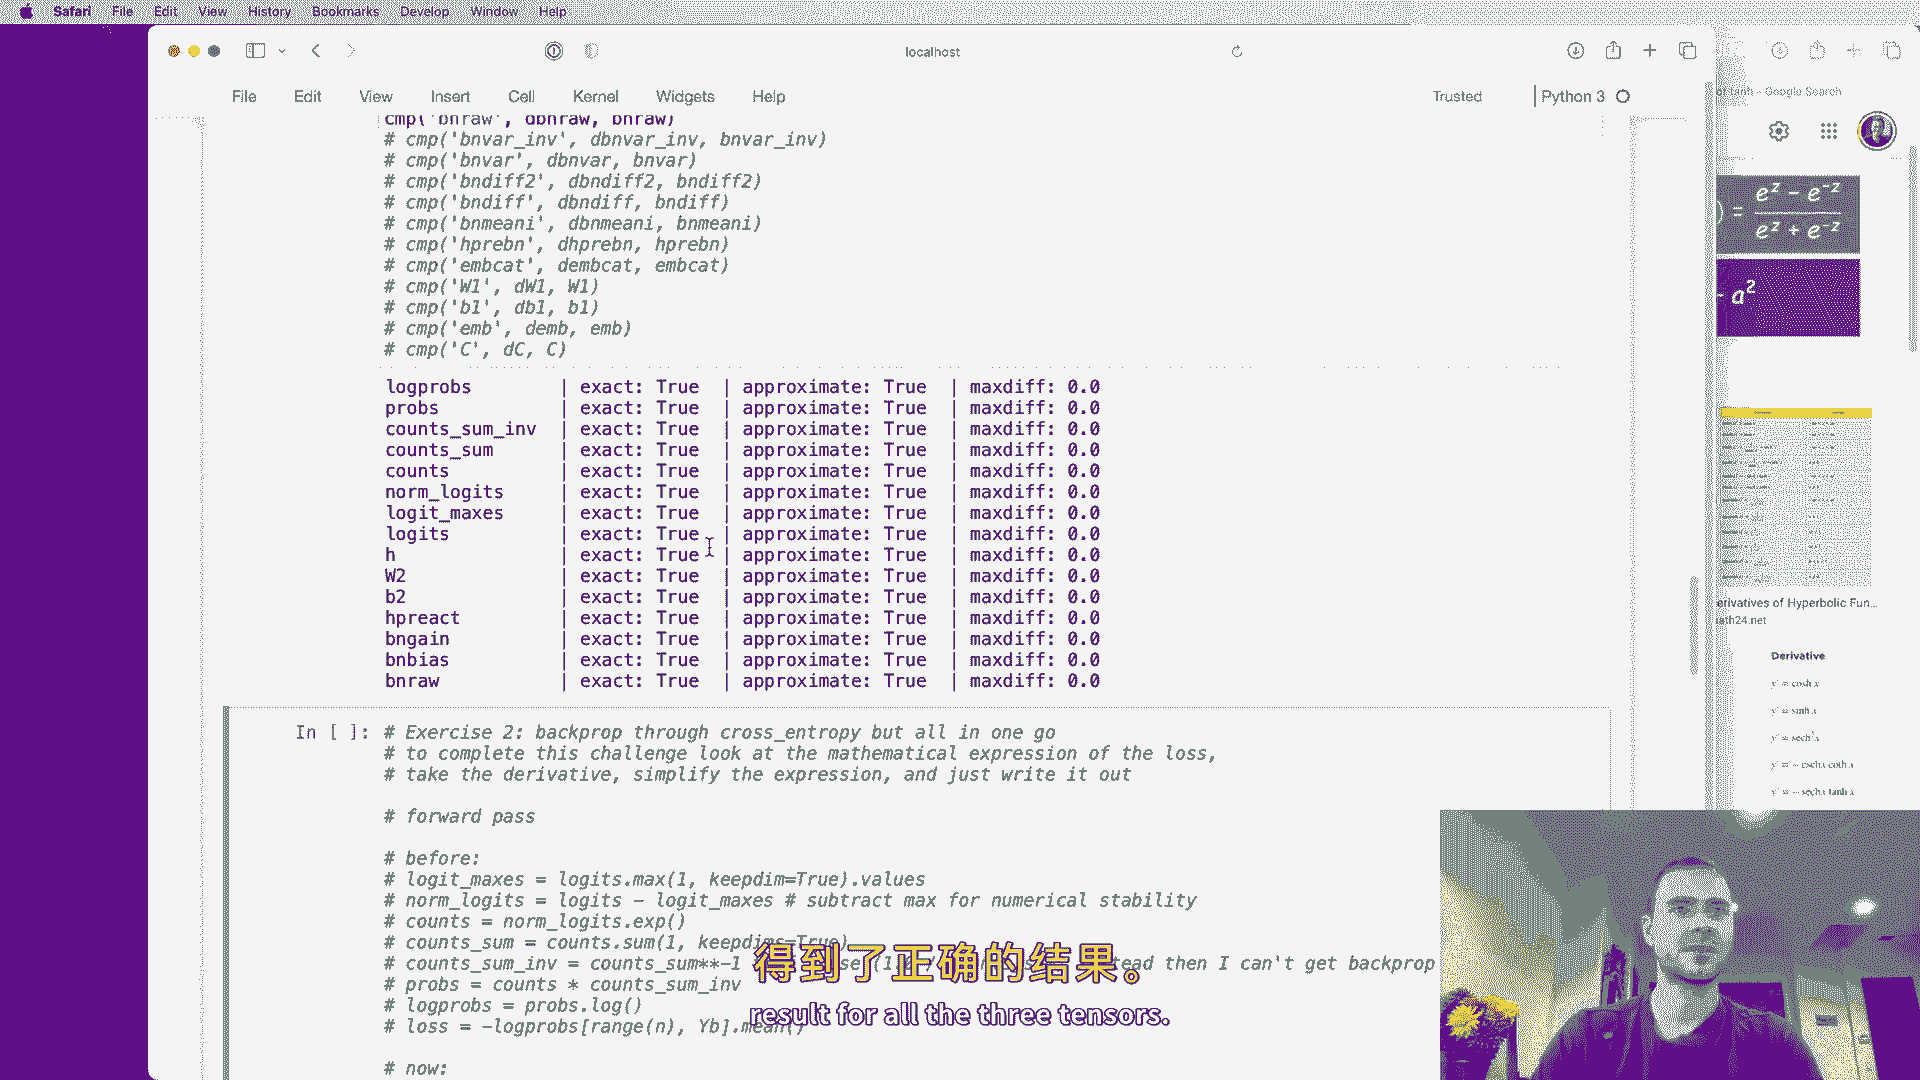 Safari File Edit View History Bookmarks Develop Window Help
localhost
File Edit View Insert Cell Kernel Widgets Help Trusted Python 3
cmp('bnraw', dbnraw, bnraw)
# cmp('bnvar_inv', dbnvar_inv, bnvar_inv)
# cmp('bnvar', dbnvar, bnvar)
# cmp('bndiff2', dbndiff2, bndiff2)
# cmp('bndiff', dbndiff, bndiff)
# cmp('bnmeani', dbnmeani, bnmeani)
# cmp('hprebn', dhprebn, hprebn)
# cmp('embcat', dembcat, embcat)
# cmp('W1', dW1, W1)
# cmp('b1', db1, b1)
# cmp('emb', demb, emb)
# cmp('C', dC, C)
logprobs | exact: True | approximate: True | maxdiff: 0.0
probs | exact: True | approximate: True | maxdiff: 0.0
counts_sum_inv | exact: True | approximate: True | maxdiff: 0.0
counts_sum | exact: True | approximate: True | maxdiff: 0.0
counts | exact: True | approximate: True | maxdiff: 0.0
norm_logits | exact: True | approximate: True | maxdiff: 0.0
logit_maxes | exact: True | approximate: True | maxdiff: 0.0
logits | exact: True | approximate: True | maxdiff: 0.0
h | exact: True | approximate: True | maxdiff: 0.0
W2 | exact: True | approximate: True | maxdiff: 0.0
b2 | exact: True | approximate: True | maxdiff: 0.0
hpreact | exact: True | approximate: True | maxdiff: 0.0
bngain | exact: True | approximate: True | maxdiff: 0.0
bnbias | exact: True | approximate: True | maxdiff: 0.0
bnraw | exact: True | approximate: True | maxdiff: 0.0
In [ ]: # Exercise 2: backprop through cross_entropy but all in one go
# to complete this challenge look at the mathematical expression of the loss,
# take the derivative, simplify the expression, and just write it out
# forward pass
# before:
# logit_maxes = logits.max(1, keepdim=True).values
# norm_logits = logits - logit_maxes # subtract max for numerical stability
# counts = norm_logits.exp()
# counts_sum = counts.sum(1, keepdims=True)
# counts_sum_inv = counts_sum**-1 then I can't get backprop
# probs = counts * counts_sum_inv
# logprobs = probs.log()
# loss = -logprobs[range(n), Yb].mean()
# now:
得到了正确的结果。
result for all the three tensors.
of tanh - Google Search
) = e^z - e^-z
e^z + e^-z
- a²
erivatives of Hyperbolic Fun...
ath24.net
Derivative
y' = cosh x
y' = sinh x
y' = sech² x
y' = - csch x coth x
y' = - sech x tanh x